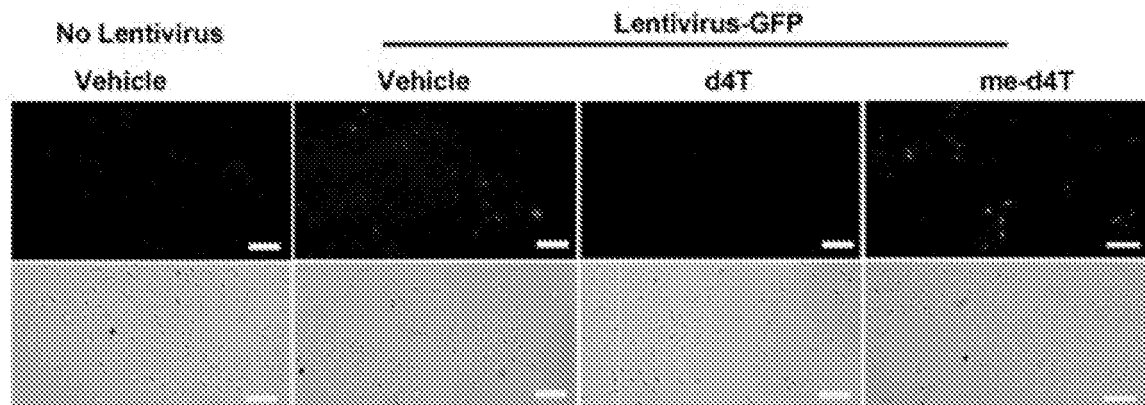 No Lentivirus
Lentivirus-GFP
Vehicle
Vehicle
d4T
me-d4T